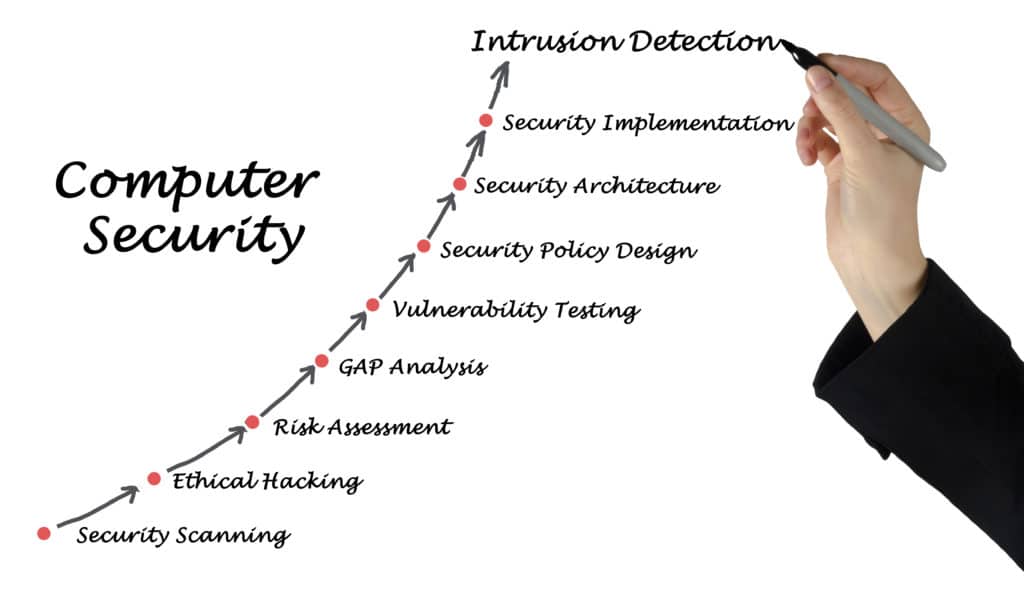 Intrusion Detection
Security Implementation
Computer
Security
Security Architecture
Security Policy Design
Vulnerability Testing
GAP Analysis
Risk Assessment
Ethical Hacking
Security Scanning